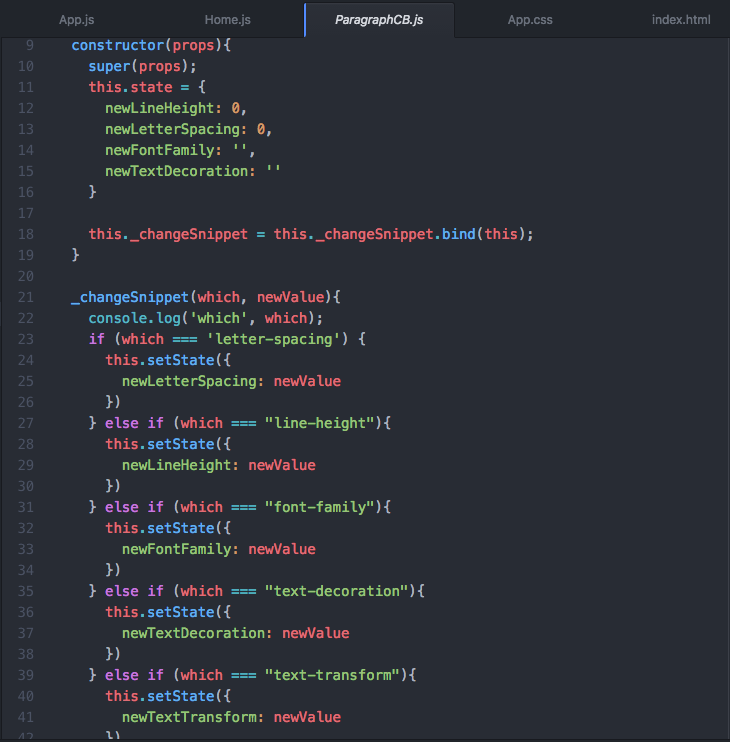 App.js Home.js ParagraphCB.js App.css index.html
9 constructor(props){
10 super(props);
11 this.state = {
12 newLineHeight: 0,
13 newLetterSpacing: 0,
14 newFontFamily: '',
15 newTextDecoration: ''
16 }
17
18 this._changeSnippet = this._changeSnippet.bind(this);
19 }
20
21 _changeSnippet(which, newValue){
22 console.log('which', which);
23 if (which === 'letter-spacing') {
24 this.setState({
25 newLetterSpacing: newValue
26 })
27 } else if (which === "line-height"){
28 this.setState({
29 newLineHeight: newValue
30 })
31 } else if (which === "font-family"){
32 this.setState({
33 newFontFamily: newValue
34 })
35 } else if (which === "text-decoration"){
36 this.setState({
37 newTextDecoration: newValue
38 })
39 } else if (which === "text-transform"){
40 this.setState({
41 newTextTransform: newValue
42 })